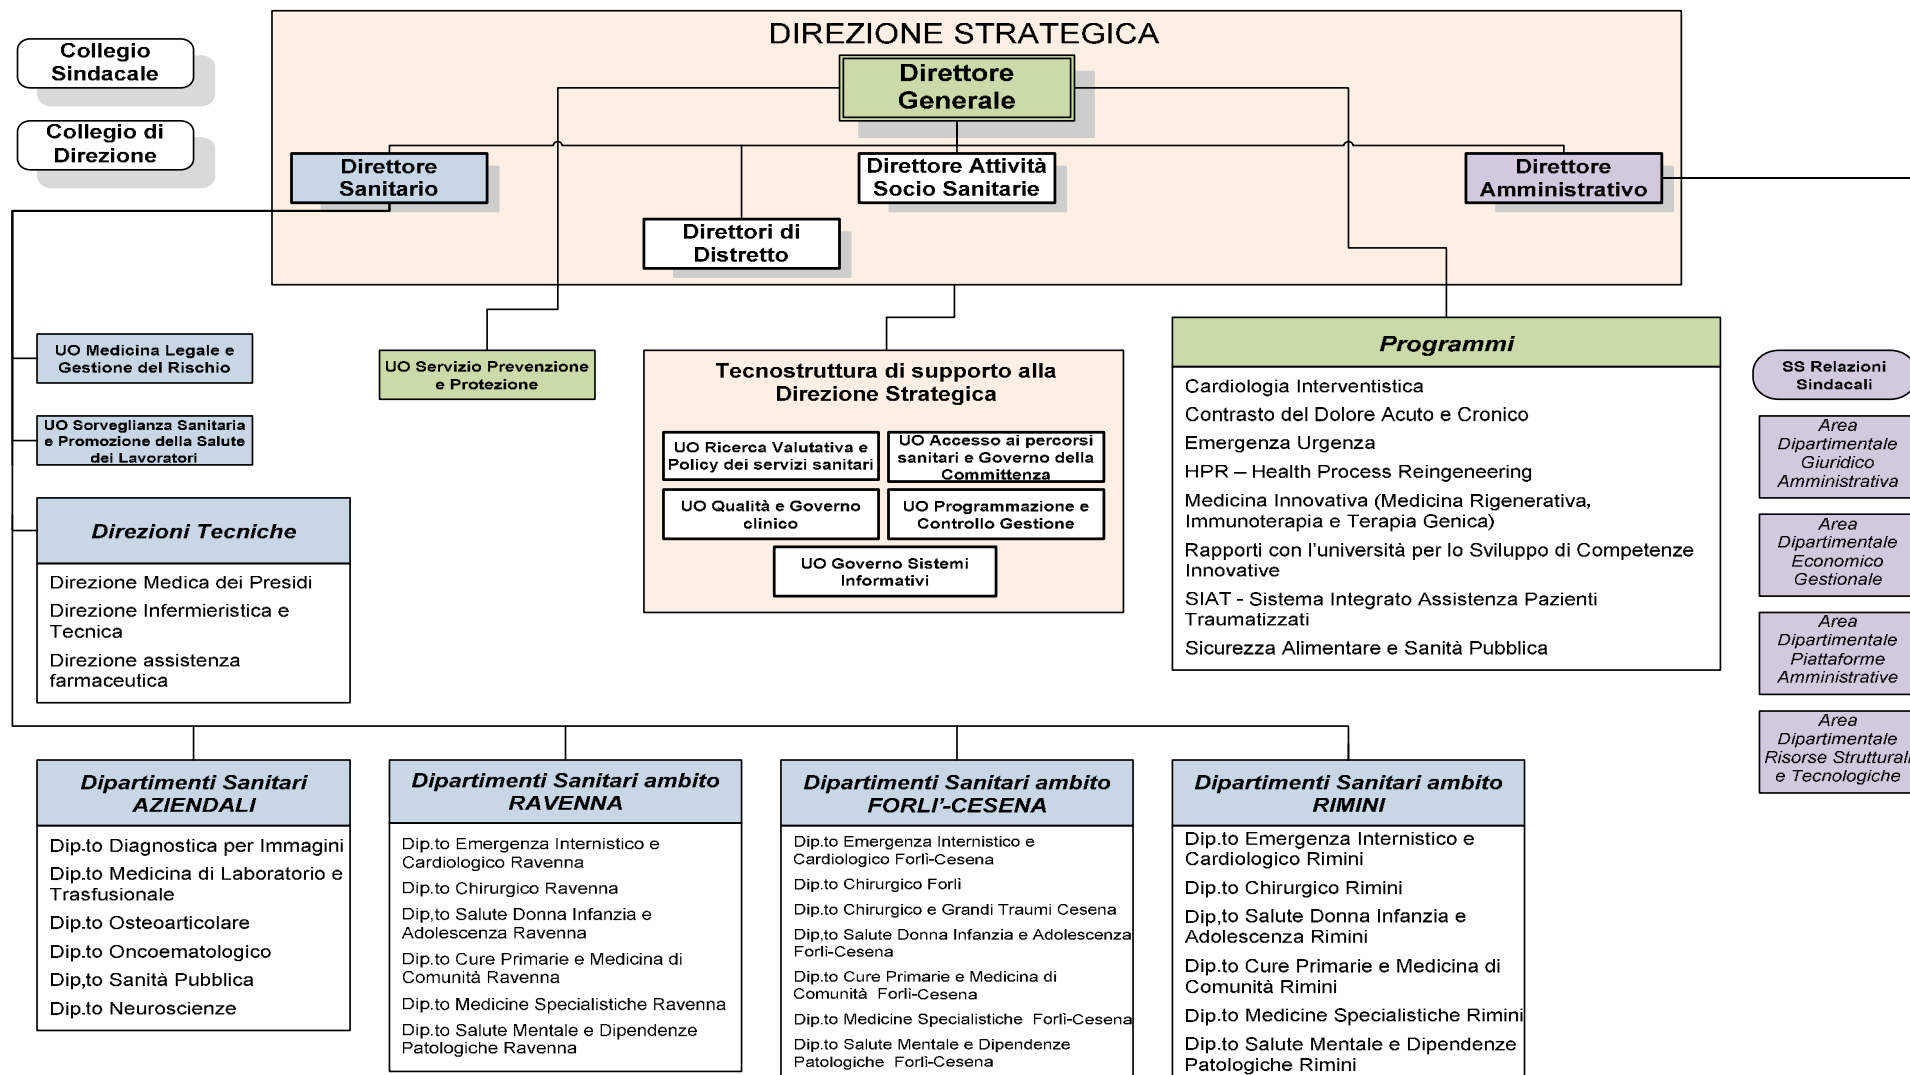 DIREZIONE STRATEGICA
Collegio
Sindacale
Collegio di
Direzione
Direttore
Generale
Direttore
Sanitario
Direttore Attività
Socio Sanitarie
Direttore
Amministrativo
Direttori di
Distretto
UO Medicina Legale e
Gestione del Rischio
UO Sorveglianza Sanitaria
e Promozione della Salute
dei Lavoratori
Direzioni Tecniche
Direzione Medica dei Presidi
Direzione Infermieristica e
Tecnica
Direzione assistenza
farmaceutica
UO Servizio Prevenzione
e Protezione
Tecnostruttura di supporto alla
Direzione Strategica
UO Ricerca Valutativa e
Policy dei servizi sanitari
UO Accesso ai percorsi
sanitari e Governo della
Committenza
UO Qualità e Governo
clinico
UO Programmazione e
Controllo Gestione
UO Governo Sistemi
Informativi
Programmi
Cardiologia Interventistica
Contrasto del Dolore Acuto e Cronico
Emergenza Urgenza
HPR – Health Process Reingeneering
Medicina Innovativa (Medicina Rigenerativa,
Immunoterapia e Terapia Genica)
Rapporti con l'università per lo Sviluppo di Competenze
Innovative
SIAT - Sistema Integrato Assistenza Pazienti
Traumatizzati
Sicurezza Alimentare e Sanità Pubblica
SS Relazioni
Sindacali
Area
Dipartimentale
Giuridico
Amministrativa
Area
Dipartimentale
Economico
Gestionale
Area
Dipartimentale
Piattaforme
Amministrative
Area
Dipartimentale
Risorse Strutturali
e Tecnologiche
Dipartimenti Sanitari
AZIENDALI
Dip.to Diagnostica per Immagini
Dip.to Medicina di Laboratorio e
Trasfusionale
Dip.to Osteoarticolare
Dip.to Oncoematologico
Dip,to Sanità Pubblica
Dip.to Neuroscienze
Dipartimenti Sanitari ambito
RAVENNA
Dip.to Emergenza Internistico e
Cardiologico Ravenna
Dip.to Chirurgico Ravenna
Dip,to Salute Donna Infanzia e
Adolescenza Ravenna
Dip.to Cure Primarie e Medicina di
Comunità Ravenna
Dip.to Medicine Specialistiche Ravenna
Dip.to Salute Mentale e Dipendenze
Patologiche Ravenna
Dipartimenti Sanitari ambito
FORLI'-CESENA
Dip.to Emergenza Internistico e
Cardiologico Forlì-Cesena
Dip.to Chirurgico Forlì
Dip.to Chirurgico e Grandi Traumi Cesena
Dip,to Salute Donna Infanzia e Adolescenza
Forlì-Cesena
Dip.to Cure Primarie e Medicina di
Comunità Forlì-Cesena
Dip.to Medicine Specialistiche Forlì-Cesena
Dip.to Salute Mentale e Dipendenze
Patologiche Forlì-Cesena
Dipartimenti Sanitari ambito
RIMINI
Dip.to Emergenza Internistico e
Cardiologico Rimini
Dip.to Chirurgico Rimini
Dip,to Salute Donna Infanzia e
Adolescenza Rimini
Dip.to Cure Primarie e Medicina di
Comunità Rimini
Dip.to Medicine Specialistiche Rimini
Dip.to Salute Mentale e Dipendenze
Patologiche Rimini